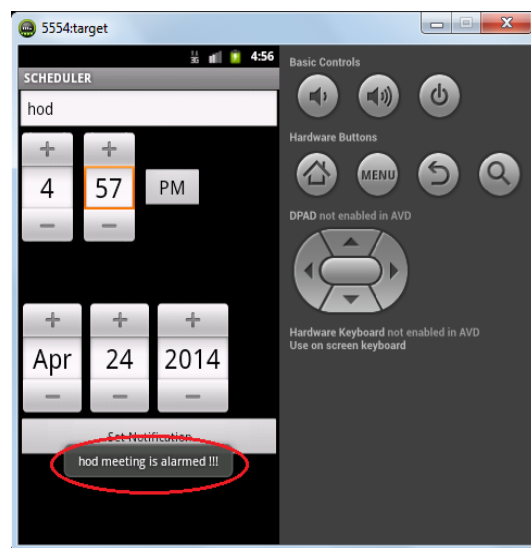 5554:target
3G 4:56
SCHEDULER
hod
4 57 PM
Apr 24 2014
Set Notification
hod meeting is alarmed !!!
Basic Controls
Hardware Buttons
MENU
DPAD not enabled in AVD
Hardware Keyboard not enabled in AVD
Use on screen keyboard